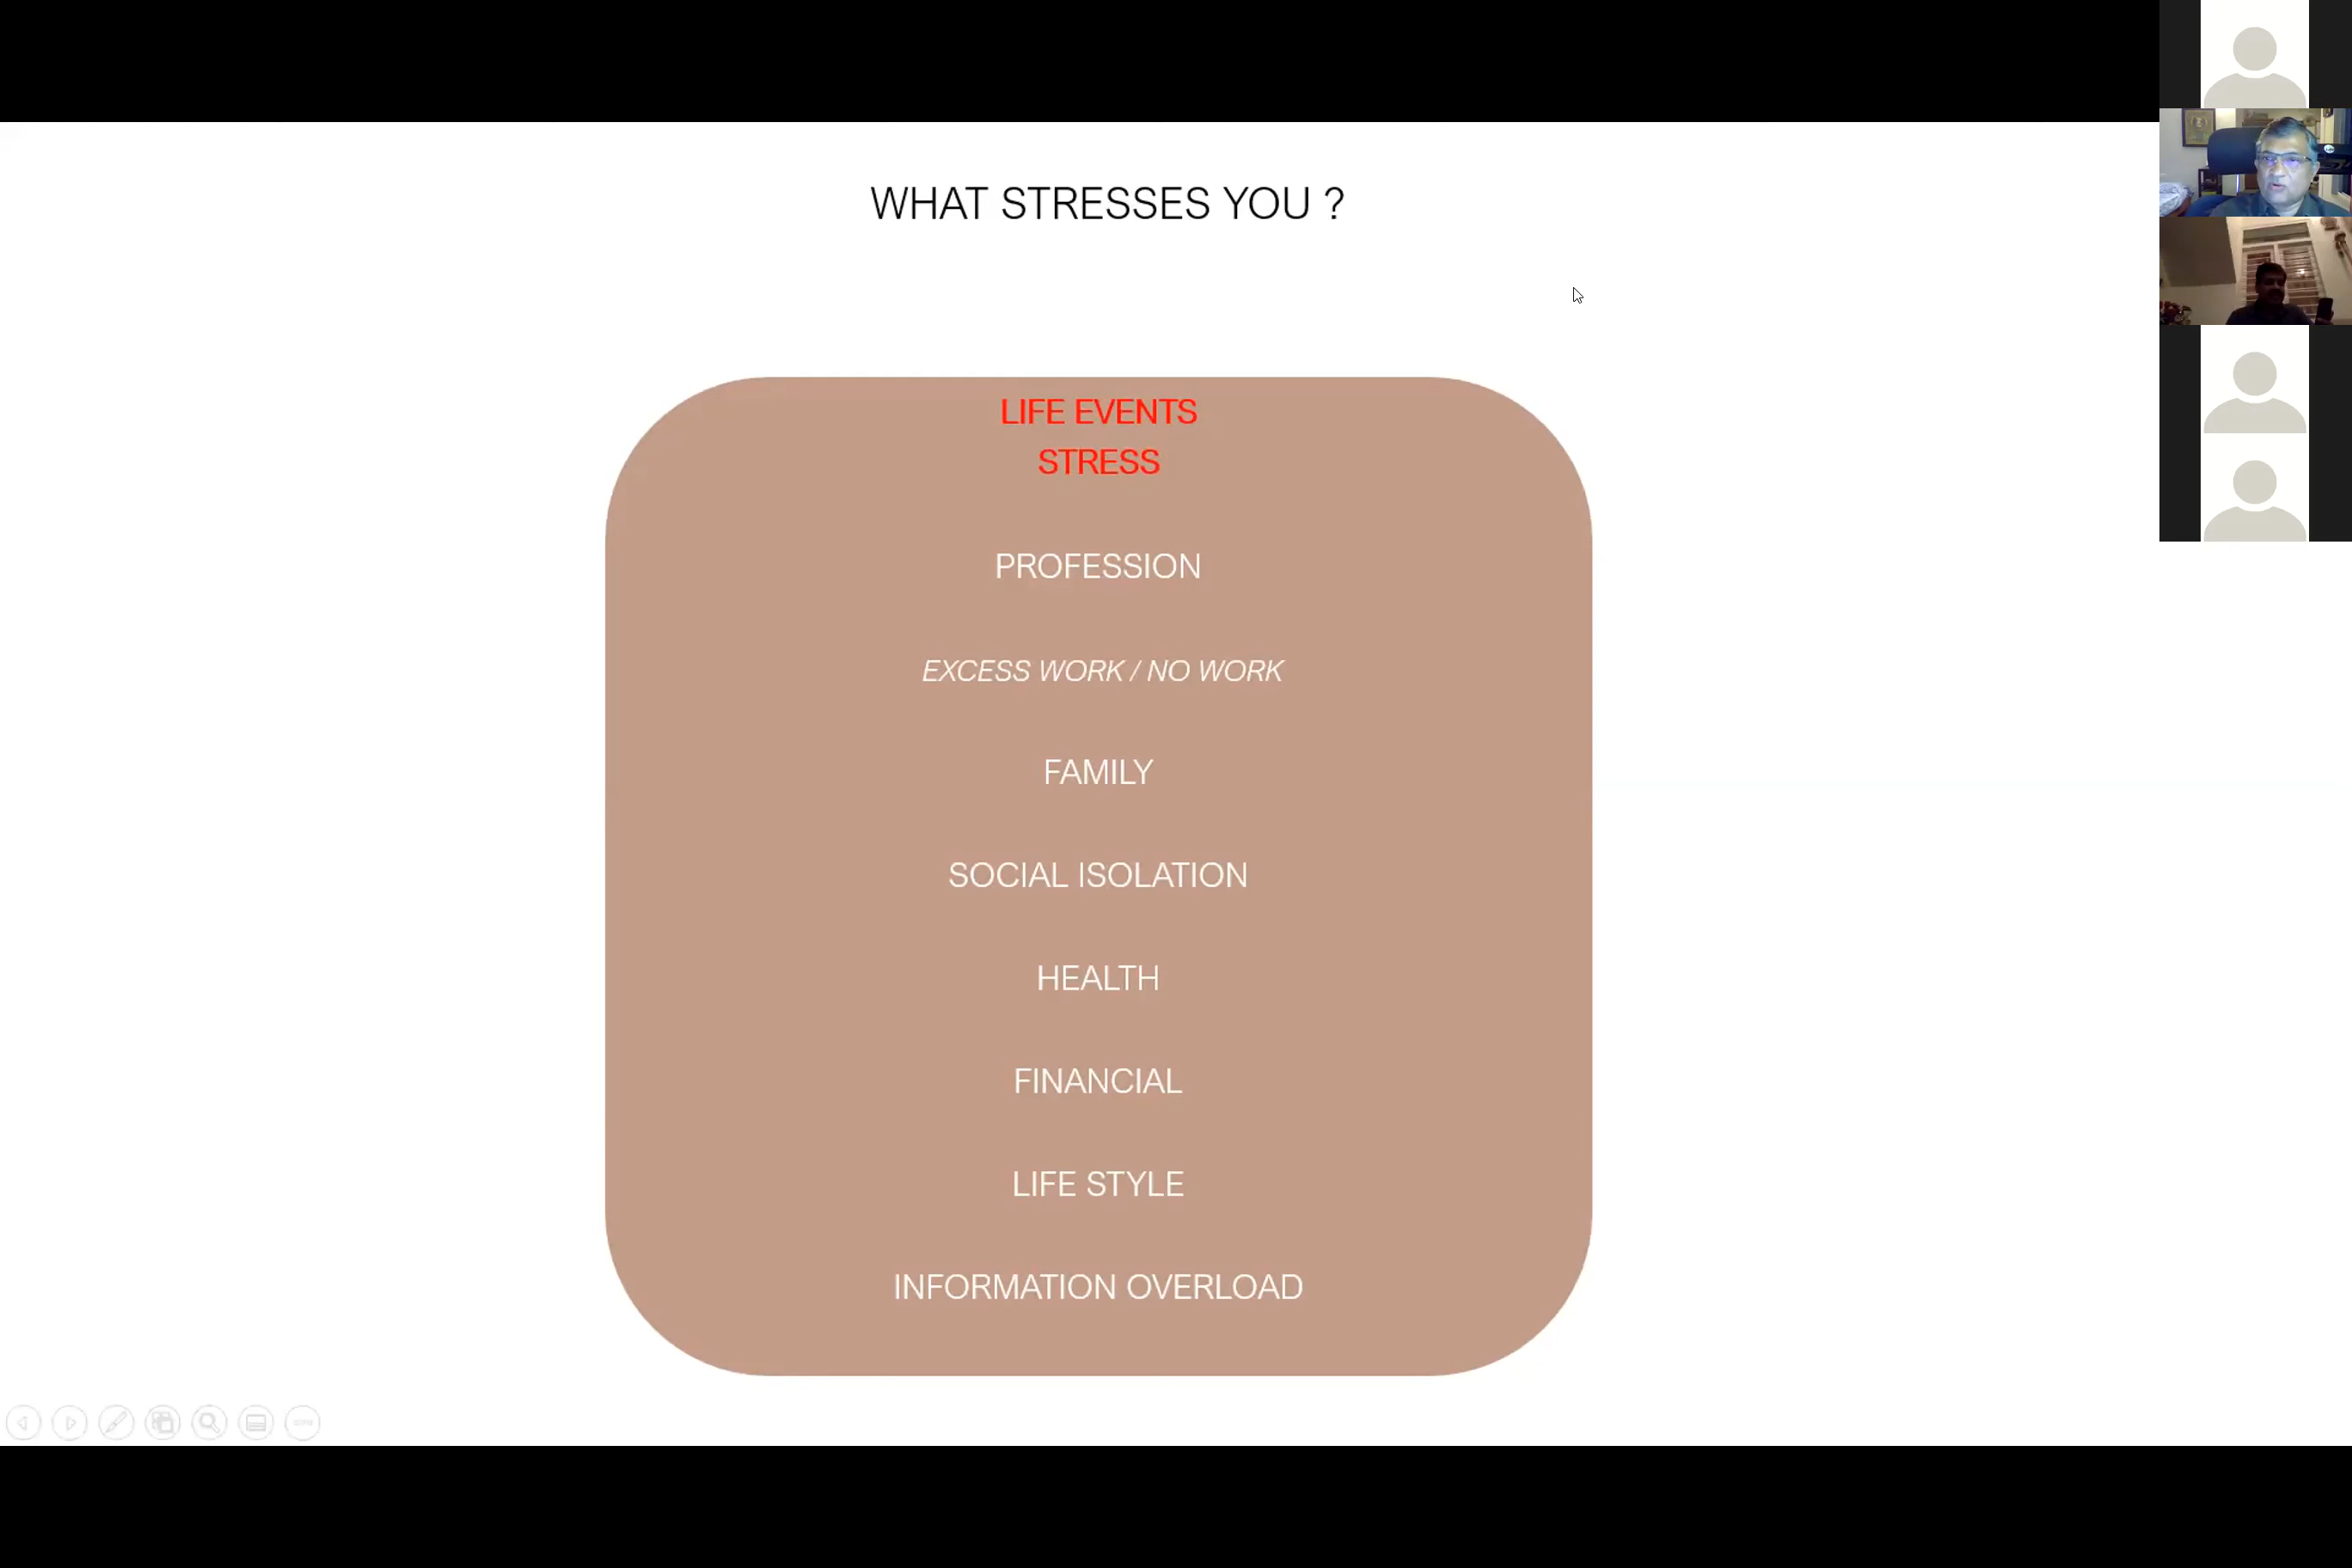 WHAT STRESSES YOU ?
LIFE EVENTS
STRESS
PROFESSION
EXCESS WORK / NO WORK
FAMILY
SOCIAL ISOLATION
HEALTH
FINANCIAL
LIFE STYLE
INFORMATION OVERLOAD